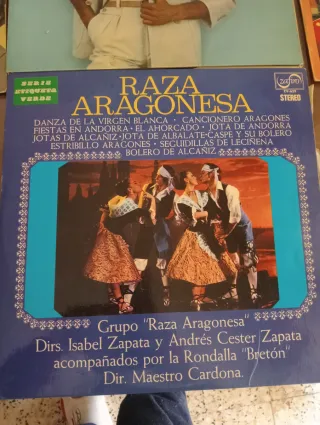 SERIE
ETIQUETA
VERDE
RAZA
ARAGONESA
zafiro
STEREO
DANZA DE LA VIRGEN BLANCA · CANCIONERO ARAGONES
FIESTAS EN ANDORRA · EL AHORCADO · JOTA DE ANDORRA
JOTAS DE ALCAÑIZ · JOTA DE ALBALATE · CASPE Y SU BOLERO
ESTRIBILLO ARAGONES · SEGUIDILLAS DE LECIÑENA
BOLERO DE ALCAÑIZ
Grupo "Raza Aragonesa"
Dirs. Isabel Zapata y Andrés Cester Zapata
acompañados por la Rondalla "Bretón"
Dir. Maestro Cardona.